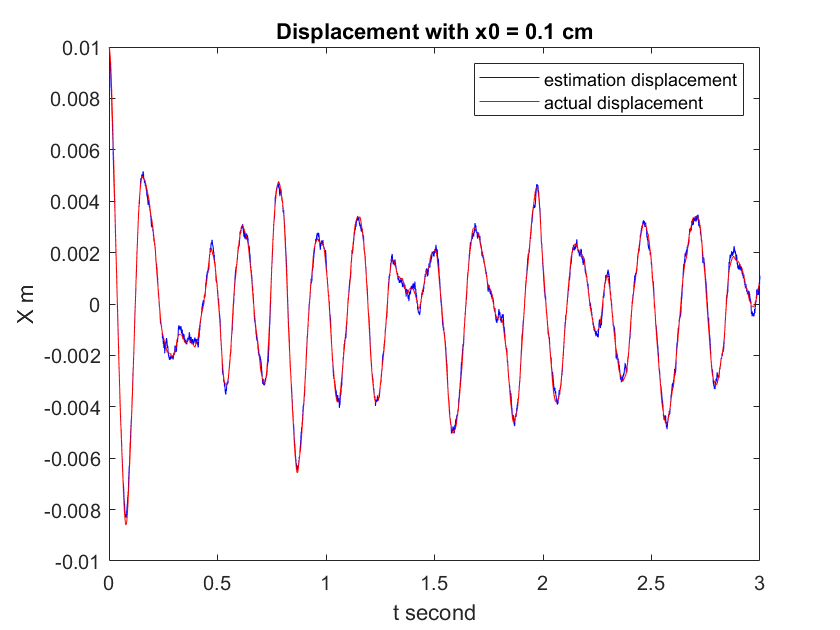 Displacement with x0 = 0.1 cm
estimation displacement
actual displacement
0.01
0.008
0.006
0.004
0.002
0
-0.002
-0.004
-0.006
-0.008
-0.01
X m
0 0.5 1 1.5 2 2.5 3
t second